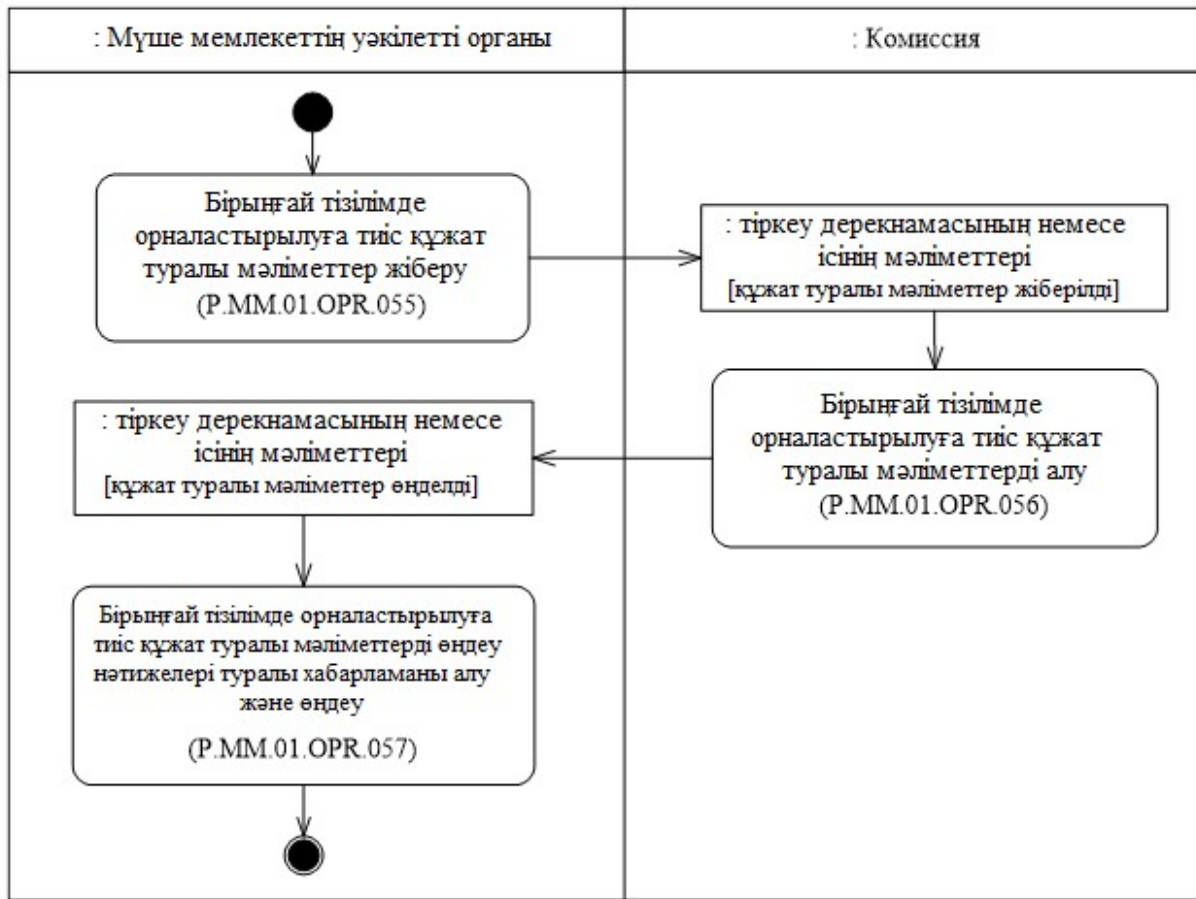 : Мүше мемлекеттің уәкілетті органы
: Комиссия
Бірыңғай тізілімде
орналастырылуға тиіс құжат
туралы мәліметтер жіберу
(P.MM.01.OPR.055)
: тіркеу дерекнамасының немесе
ісінің мәліметтері
[құжат туралы мәліметтер жіберілді]
Бірыңғай тізілімде
орналастырылуға тиіс құжат
туралы мәліметтерді алу
(P.MM.01.OPR.056)
: тіркеу дерекнамасының немесе
ісінің мәліметтері
[құжат туралы мәліметтер өңделді]
Бірыңғай тізілімде орналастырылуға
тиіс құжат туралы мәліметтерді өңдеу
нәтижелері туралы хабарламаны алу
және өңдеу
(P.MM.01.OPR.057)